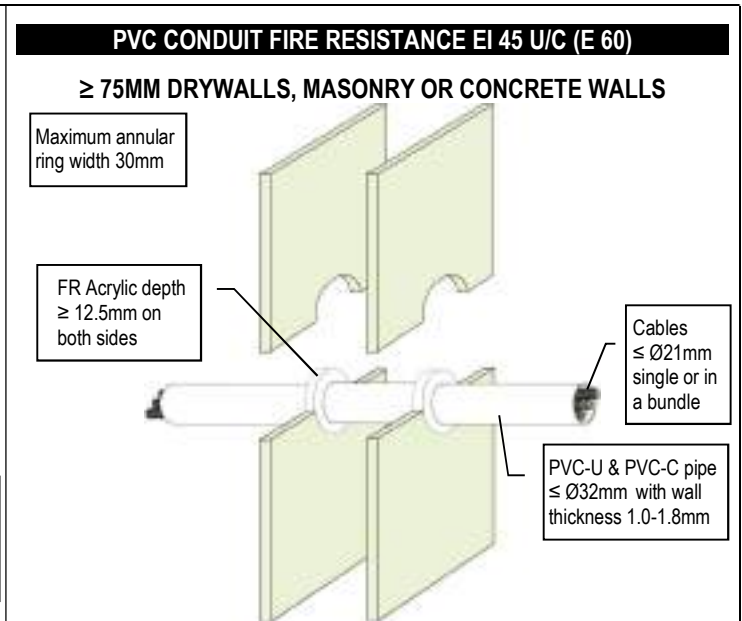 PVC CONDUIT FIRE RESISTANCE EI 45 U/C (E 60)
≥ 75MM DRYWALLS, MASONRY OR CONCRETE WALLS
Maximum annular
ring width 30mm
FR Acrylic depth
≥ 12.5mm on
both sides
Cables
≤ Ø21mm
single or in
a bundle
PVC-U & PVC-C pipe
≤ Ø32mm with wall
thickness 1.0-1.8mm